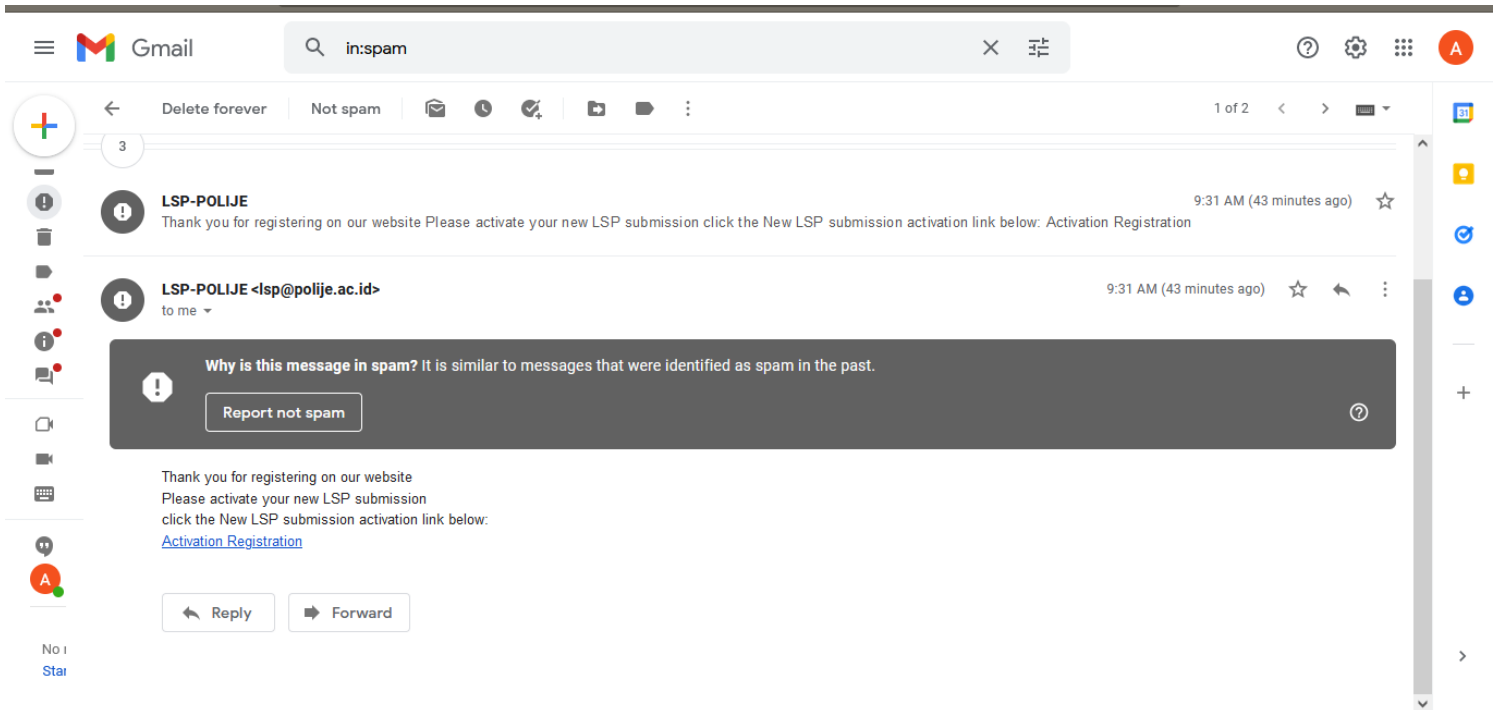 Gmail
in:spam
A
Delete forever
Not spam
1 of 2
31
3
LSP-POLIJE
9:31 AM (43 minutes ago)
Thank you for registering on our website Please activate your new LSP submission click the New LSP submission activation link below: Activation Registration
LSP-POLIJE <lsp@polije.ac.id>
9:31 AM (43 minutes ago)
to me
Why is this message in spam? It is similar to messages that were identified as spam in the past.
Report not spam
Thank you for registering on our website
Please activate your new LSP submission
click the New LSP submission activation link below:
Activation Registration
A
Reply
Forward
No
Star